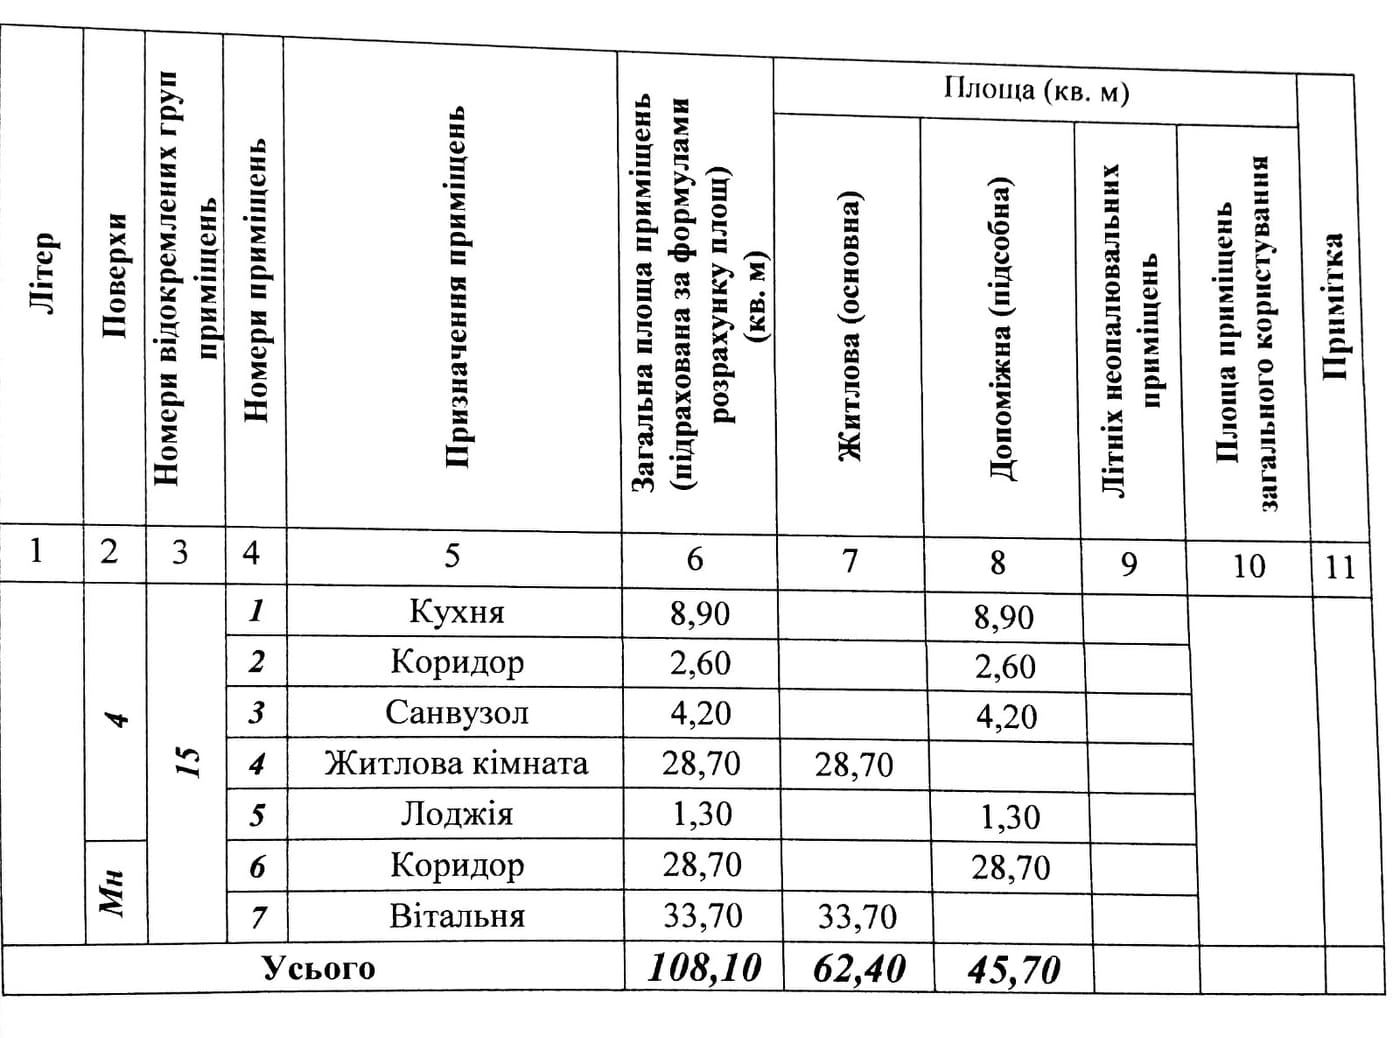 Літер
Поверхи
Номери відокремлених груп
приміщень
Номери приміщень
Призначення приміщень
Загальна площа приміщень
(підрахована за формулами
розрахунку площ)
(кв. м)
Площа (кв. м)
Житлова (основна)
Допоміжна (підсобна)
Літніх неопалювальних
приміщень
Площа приміщень
загального користування
Примітка
1 2 3 4 5 6 7 8 9 10 11
4
15
1 Кухня 8,90 8,90
2 Коридор 2,60 2,60
3 Санвузол 4,20 4,20
4 Житлова кімната 28,70 28,70
5 Лоджія 1,30 1,30
Мн
6 Коридор 28,70 28,70
7 Вітальня 33,70 33,70
Усього 108,10 62,40 45,70